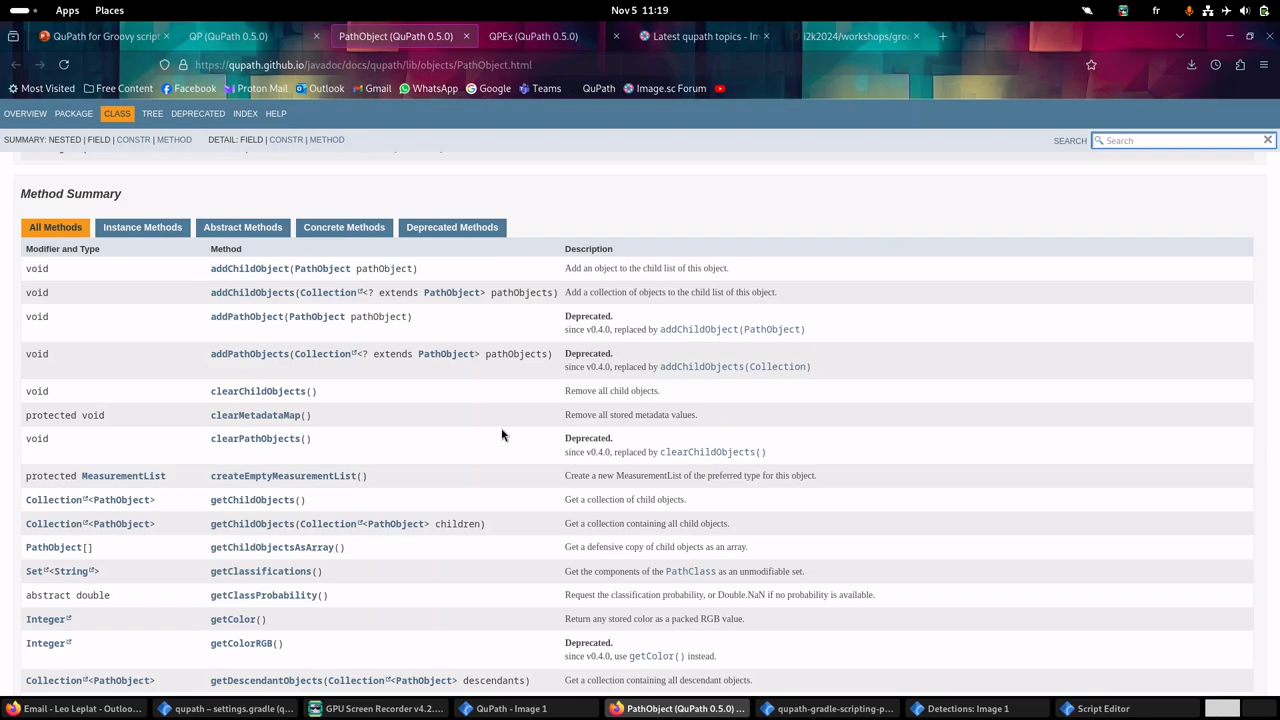 Apps Places Nov 5 11:19 fr
QuPath for Groovy script QP (QuPath 0.5.0) PathObject (QuPath 0.5.0) QPEx (QuPath 0.5.0) Latest qupath topics - Im i2k2024/workshops/groo
https://qupath.github.io/javadoc/docs/qupath/lib/objects/PathObject.html
Most Visited Free Content Facebook Proton Mail Outlook Gmail WhatsApp Google Teams QuPath Image.sc Forum
OVERVIEW PACKAGE CLASS TREE DEPRECATED INDEX HELP
SUMMARY: NESTED | FIELD | CONSTR | METHOD DETAIL: FIELD | CONSTR | METHOD SEARCH Search
Method Summary
All Methods Instance Methods Abstract Methods Concrete Methods Deprecated Methods
Modifier and Type Method Description
void addChildObject(PathObject pathObject) Add an object to the child list of this object.
void addChildObjects(Collection<? extends PathObject> pathObjects) Add a collection of objects to the child list of this object.
void addPathObject(PathObject pathObject) Deprecated.
since v0.4.0, replaced by addChildObject(PathObject)
void addPathObjects(Collection<? extends PathObject> pathObjects) Deprecated.
since v0.4.0, replaced by addChildObjects(Collection)
void clearChildObjects() Remove all child objects.
protected void clearMetadataMap() Remove all stored metadata values.
void clearPathObjects() Deprecated.
since v0.4.0, replaced by clearChildObjects()
protected MeasurementList createEmptyMeasurementList() Create a new MeasurementList of the preferred type for this object.
Collection<PathObject> getChildObjects() Get a collection of child objects.
Collection<PathObject> getChildObjects(Collection<PathObject> children) Get a collection containing all child objects.
PathObject[] getChildObjectsAsArray() Get a defensive copy of child objects as an array.
Set<String> getClassifications() Get the components of the PathClass as an unmodifiable set.
abstract double getClassProbability() Request the classification probability, or Double.NaN if no probability is available.
Integer getColor() Return any stored color as a packed RGB value.
Integer getColorRGB() Deprecated.
since v0.4.0, use getColor() instead.
Collection<PathObject> getDescendantObjects(Collection<PathObject> descendants) Get a collection containing all descendant objects.
Email - Leo Leplat - Outloo... qupath – settings.gradle (q... GPU Screen Recorder v4.2.... QuPath - Image 1 PathObject (QuPath 0.5.0) ... qupath-gradle-scripting-p... Detections: Image 1 Script Editor